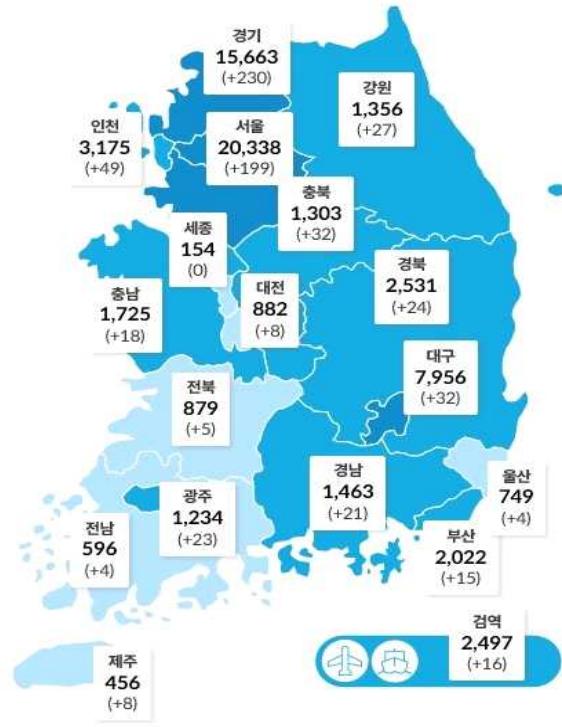 경기
15,663
(+230)
강원
1,356
(+27)
인천
3,175
(+49)
서울
20,338
(+199)
충북
1,303
(+32)
세종
154
(0)
경북
2,531
(+24)
대전
882
(+8)
충남
1,725
(+18)
대구
7,956
(+32)
전북
879
(+5)
경남
1,463
(+21)
울산
749
(+4)
광주
1,234
(+23)
전남
596
(+4)
부산
2,022
(+15)
검역
2,497
(+16)
제주
456
(+8)